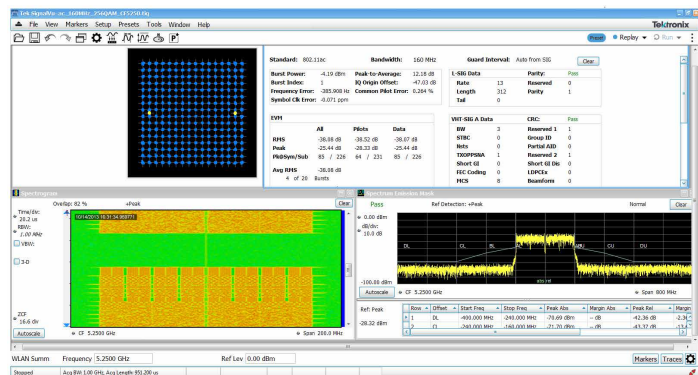 Tek SignalVu
File View Markers Setup Presets Tools Window Help
Tektronix
Preset Replay Run
Standard: 802.11ac Bandwidth: 160 MHz Guard Interval: Auto from SIG Clear
Burst Power: -4.19 dBm Peak-to-Average: 12.18 dB L-SIG Data Parity: Pass
Burst Index: 1 IQ Origin Offset: -47.03 dB Rate 13 Reserved 0
Frequency Error: -385.908 Hz Common Pilot Error: 0.264 % Length 312 Parity 1
Symbol Clk Error: -0.071 ppm Tail 0
EVM VHT-SIG A Data CRC: Pass
All Pilots Data BW 3 Reserved 1 1
RMS -38.08 dB -38.52 dB -38.07 dB STBC 0 Group ID 0
Peak -25.44 dB -28.33 dB -25.44 dB Nsts 0 Partial AID 0
Pk@Sym/Sub 85 / 226 64 / 231 85 / 226 TXOPPSNA 1 Reserved 2 1
Short GI 0 Short GI Dis 0
Avg RMS -38.08 dB FEC Coding 0 LDPCEx 0
4 of 20 Bursts MCS 8 Beamform 0
Spectrogram
Overlap: 82 % +Peak Clear
Time/div:
20.2 us
RBW:
1.00 MHz
VBW:
3-D
ZCF
16.6 div
Autoscale CF 5.2500 GHz Span 200.0 MHz
Spectrum Emission Mask
Pass Ref Detection: +Peak Normal Clear
0.00 dBm
dB/div:
10.0 dB
DL CL BL AL ABU CU DU
abs rel
-100.00 dBm
Autoscale CF 5.2500 GHz Span 800 MHz
Ref: Peak
-28.32 dBm
Row Offset Start Freq Stop Freq Peak Abs Margin Abs Peak Rel Margin
1 DL -400.000 MHz -240.000 MHz -70.69 dBm -- dB -42.36 dB
2 CL -240.000 MHz -160.000 MHz -71.70 dBm -- dB
WLAN Summ Frequency 5.2500 GHz Ref Lev 0.00 dBm Markers Traces
Stopped Acq BW: 1.00 GHz, Acq Length: 951.200 us